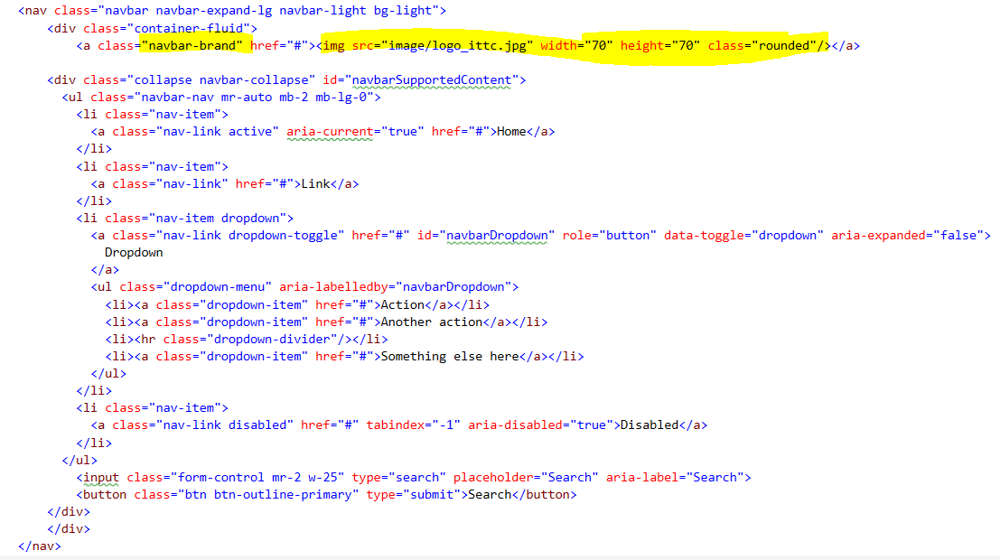 <nav class="navbar navbar-expand-lg navbar-light bg-light">
<div class="container-fluid">
<a class="navbar-brand" href="#"><img src="image/logo_ittc.jpg" width="70" height="70" class="rounded"/></a>
<div class="collapse navbar-collapse" id="navbarSupportedContent">
<ul class="navbar-nav mr-auto mb-2 mb-lg-0">
<li class="nav-item">
<a class="nav-link active" aria-current="true" href="#">Home</a>
</li>
<li class="nav-item">
<a class="nav-link" href="#">Link</a>
</li>
<li class="nav-item dropdown">
<a class="nav-link dropdown-toggle" href="#" id="navbarDropdown" role="button" data-toggle="dropdown" aria-expanded="false">
Dropdown
</a>
<ul class="dropdown-menu" aria-labelledby="navbarDropdown">
<li><a class="dropdown-item" href="#">Action</a></li>
<li><a class="dropdown-item" href="#">Another action</a></li>
<li><hr class="dropdown-divider"/></li>
<li><a class="dropdown-item" href="#">Something else here</a></li>
</ul>
</li>
<li class="nav-item">
<a class="nav-link disabled" href="#" tabindex="-1" aria-disabled="true">Disabled</a>
</li>
</ul>
<input class="form-control mr-2 w-25" type="search" placeholder="Search" aria-label="Search">
<button class="btn btn-outline-primary" type="submit">Search</button>
</div>
</div>
</nav>